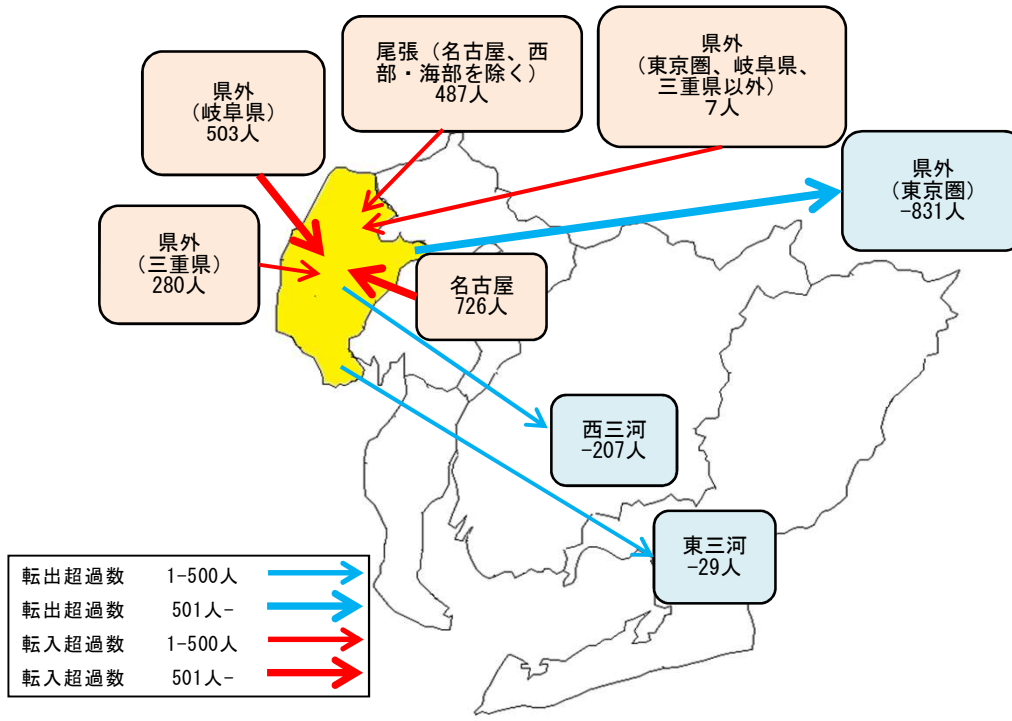 尾張（名古屋、西
部・海部を除く）
487人
県外
（東京圏、岐阜県、
三重県以外）
7人
県外
（岐阜県）
503人
県外
（東京圏）
-831人
県外
（三重県）
280人
名古屋
726人
西三河
-207人
東三河
-29人
転出超過数 1-500人
転出超過数 501人-
転入超過数 1-500人
転入超過数 501人-